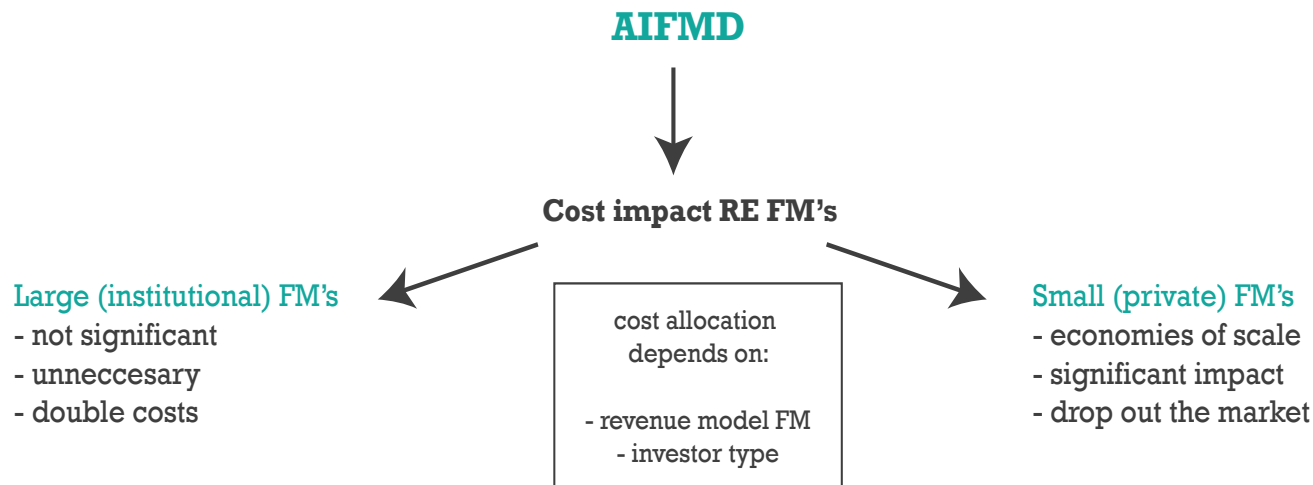 AIFMD
Cost impact RE FM’s
Large (institutional) FM’s
- not significant
- unneccesary
- double costs
cost allocation
depends on:
- revenue model FM
- investor type
Small (private) FM’s
- economies of scale
- significant impact
- drop out the market